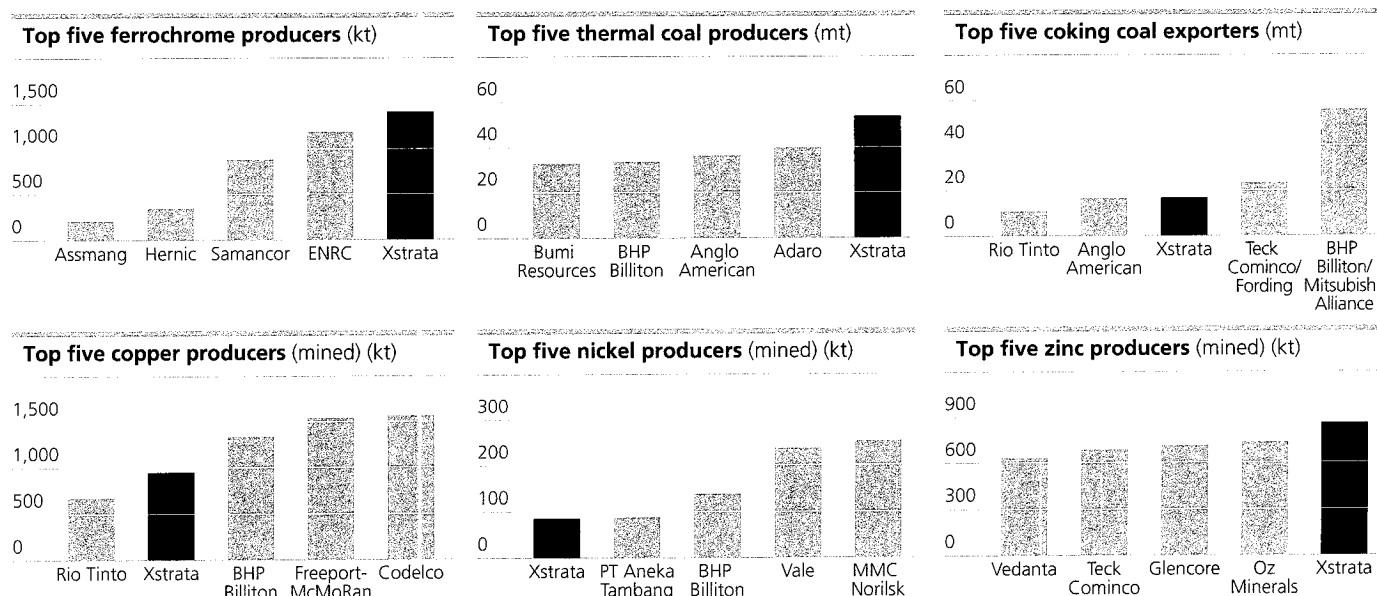 Top five ferrochrome producers (kt)
1,500
1,000
500
0
Assmang Hernic Samancor ENRC Xstrata
Top five thermal coal producers (mt)
60
40
20
0
Bumi Resources BHP Billiton Anglo American Adaro Xstrata
Top five coking coal exporters (mt)
60
40
20
0
Rio Tinto Anglo American Xstrata Teck Cominco/ Fording BHP Billiton/ Mitsubish Alliance
Top five copper producers (mined) (kt)
1,500
1,000
500
0
Rio Tinto Xstrata BHP Billiton Freeport- McMoRan Codelco
Top five nickel producers (mined) (kt)
300
200
100
0
Xstrata PT Aneka Tambang BHP Billiton Vale MMC Norilsk
Top five zinc producers (mined) (kt)
900
600
300
0
Vedanta Teck Cominco Glencore Oz Minerals Xstrata